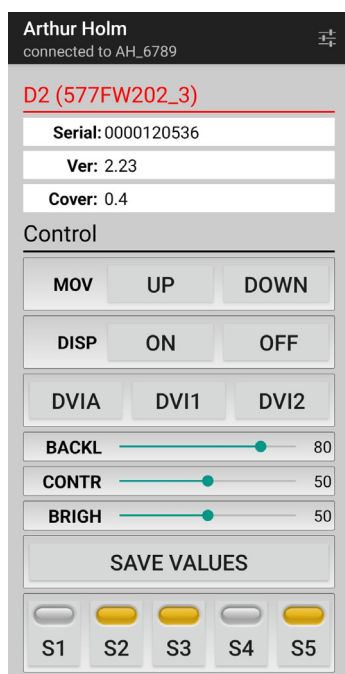 Arthur Holm
connected to AH_6789
D2 (577FW202_3)
Serial: 0000120536
Ver: 2.23
Cover: 0.4
Control
MOV UP DOWN
DISP ON OFF
DVIA DVI1 DVI2
BACKL 80
CONTR 50
BRIGH 50
SAVE VALUES
S1 S2 S3 S4 S5